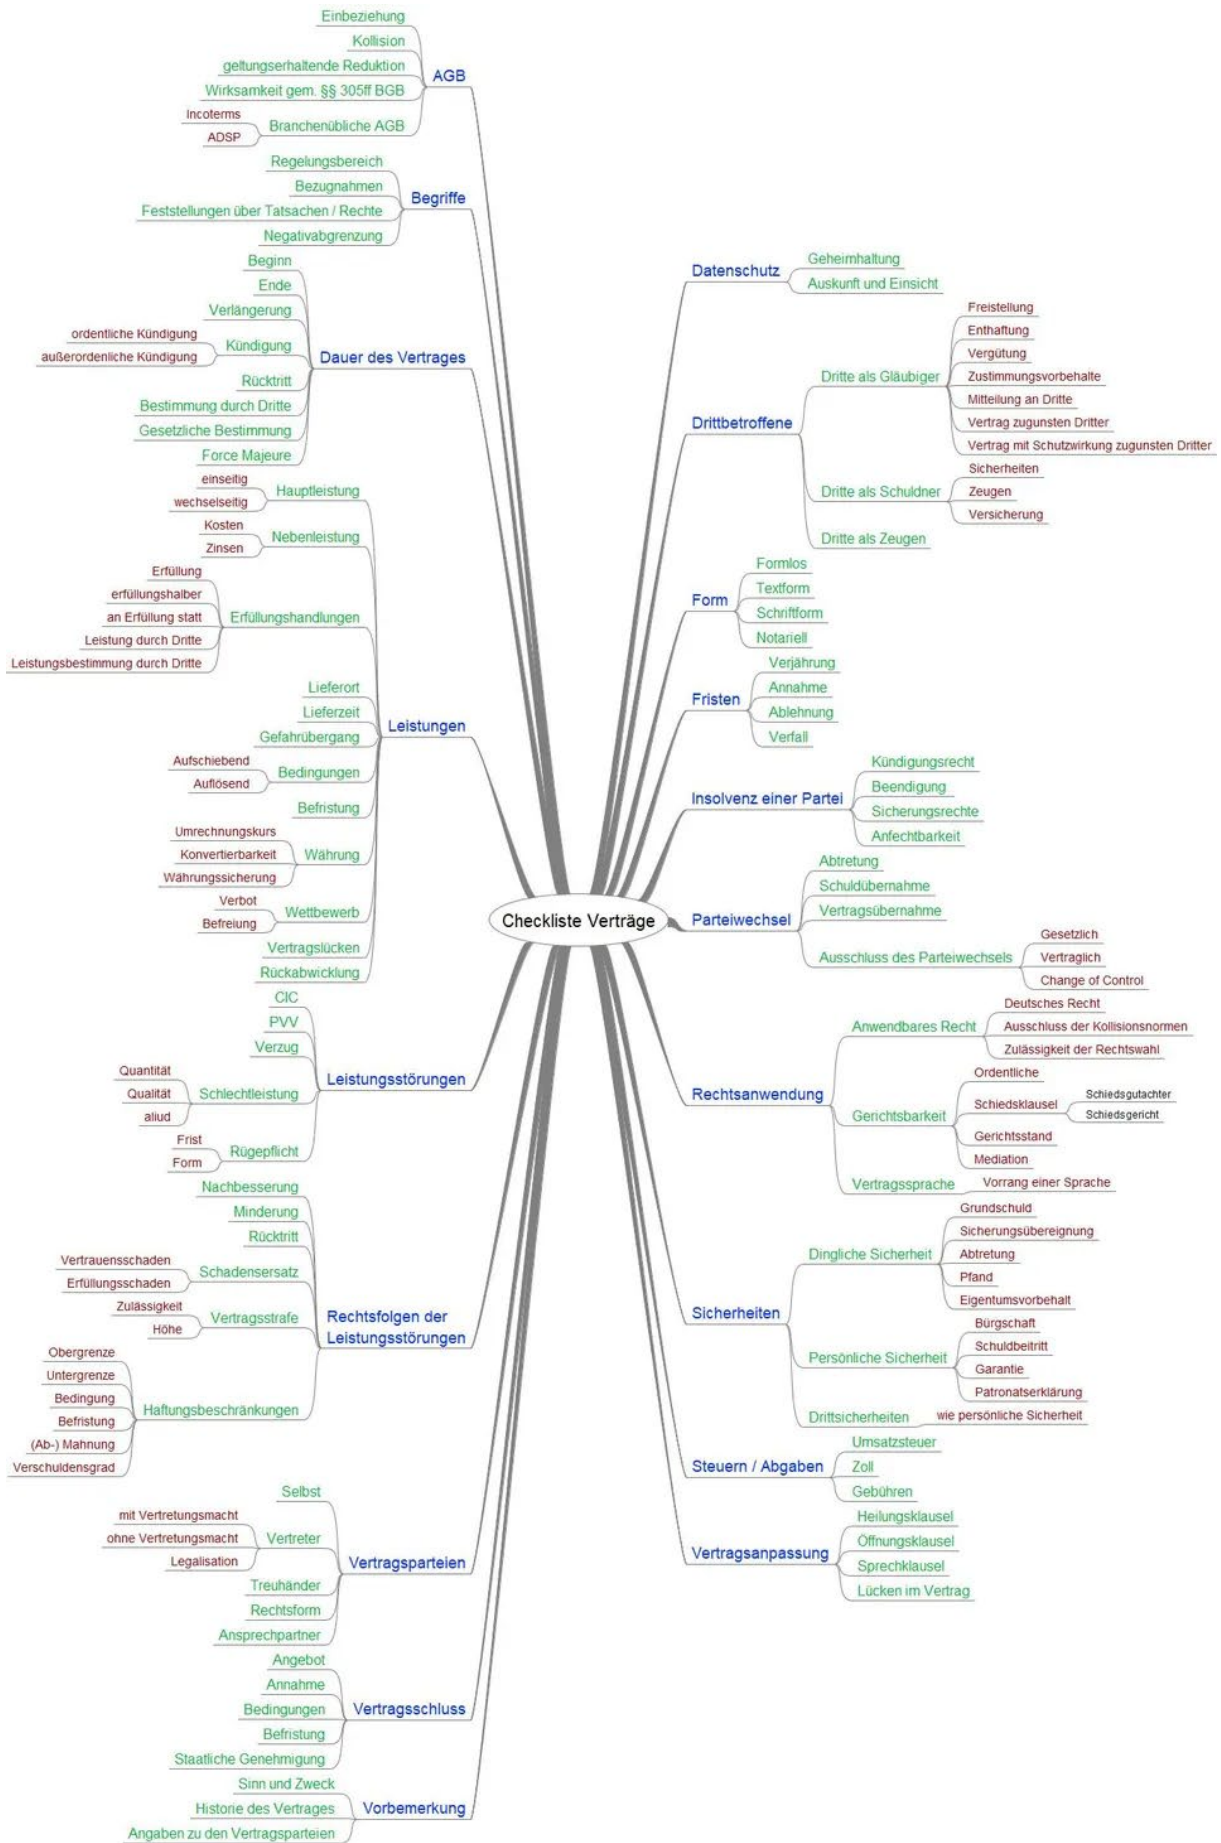 Checkliste Verträge
AGB
Einbeziehung
Kollision
geltungserhaltende Reduktion
Wirksamkeit gem. §§ 305ff BGB
Branchenübliche AGB
Incoterms
ADSP
Begriffe
Regelungsbereich
Bezugnahmen
Feststellungen über Tatsachen / Rechte
Negativabgrenzung
Dauer des Vertrages
Beginn
Ende
Verlängerung
Kündigung
ordentliche Kündigung
außerordenliche Kündigung
Rücktritt
Bestimmung durch Dritte
Gesetzliche Bestimmung
Force Majeure
Leistungen
Hauptleistung
einseitig
wechselseitig
Nebenleistung
Kosten
Zinsen
Erfüllungshandlungen
Erfüllung
erfüllungshalber
an Erfüllung statt
Leistung durch Dritte
Leistungsbestimmung durch Dritte
Lieferort
Lieferzeit
Gefahrübergang
Bedingungen
Aufschiebend
Auflösend
Befristung
Währung
Umrechnungskurs
Konvertierbarkeit
Währungssicherung
Wettbewerb
Verbot
Befreiung
Vertragslücken
Rückabwicklung
Leistungsstörungen
CIC
PVV
Verzug
Schlechtleistung
Quantität
Qualität
aliud
Rügepflicht
Frist
Form
Rechtsfolgen der
Leistungsstörungen
Nachbesserung
Minderung
Rücktritt
Schadensersatz
Vertrauensschaden
Erfüllungsschaden
Vertragsstrafe
Zulässigkeit
Höhe
Haftungsbeschränkungen
Obergrenze
Untergrenze
Bedingung
Befristung
(Ab-) Mahnung
Verschuldensgrad
Vertragsparteien
Selbst
Vertreter
mit Vertretungsmacht
ohne Vertretungsmacht
Legalisation
Treuhänder
Rechtsform
Ansprechpartner
Vertragsschluss
Angebot
Annahme
Bedingungen
Befristung
Staatliche Genehmigung
Vorbemerkung
Sinn und Zweck
Historie des Vertrages
Angaben zu den Vertragsparteien
Datenschutz
Geheimhaltung
Auskunft und Einsicht
Drittbetroffene
Dritte als Gläubiger
Freistellung
Enthaftung
Vergütung
Zustimmungsvorbehalte
Mitteilung an Dritte
Vertrag zugunsten Dritter
Vertrag mit Schutzwirkung zugunsten Dritter
Dritte als Schuldner
Sicherheiten
Zeugen
Versicherung
Dritte als Zeugen
Form
Formlos
Textform
Schriftform
Notariell
Fristen
Verjährung
Annahme
Ablehnung
Verfall
Insolvenz einer Partei
Kündigungsrecht
Beendigung
Sicherungsrechte
Anfechtbarkeit
Parteiwechsel
Abtretung
Schuldübernahme
Vertragsübernahme
Ausschluss des Parteiwechsels
Gesetzlich
Vertraglich
Change of Control
Rechtsanwendung
Anwendbares Recht
Deutsches Recht
Ausschluss der Kollisionsnormen
Zulässigkeit der Rechtswahl
Gerichtsbarkeit
Ordentliche
Schiedsklausel
Schiedsgutachter
Schiedsgericht
Gerichtsstand
Mediation
Vertragssprache
Vorrang einer Sprache
Sicherheiten
Dingliche Sicherheit
Grundschuld
Sicherungsübereignung
Abtretung
Pfand
Eigentumsvorbehalt
Persönliche Sicherheit
Bürgschaft
Schuldbeitritt
Garantie
Patronatserklärung
Drittsicherheiten
wie persönliche Sicherheit
Steuern / Abgaben
Umsatzsteuer
Zoll
Gebühren
Vertragsanpassung
Heilungsklausel
Öffnungsklausel
Sprechklausel
Lücken im Vertrag